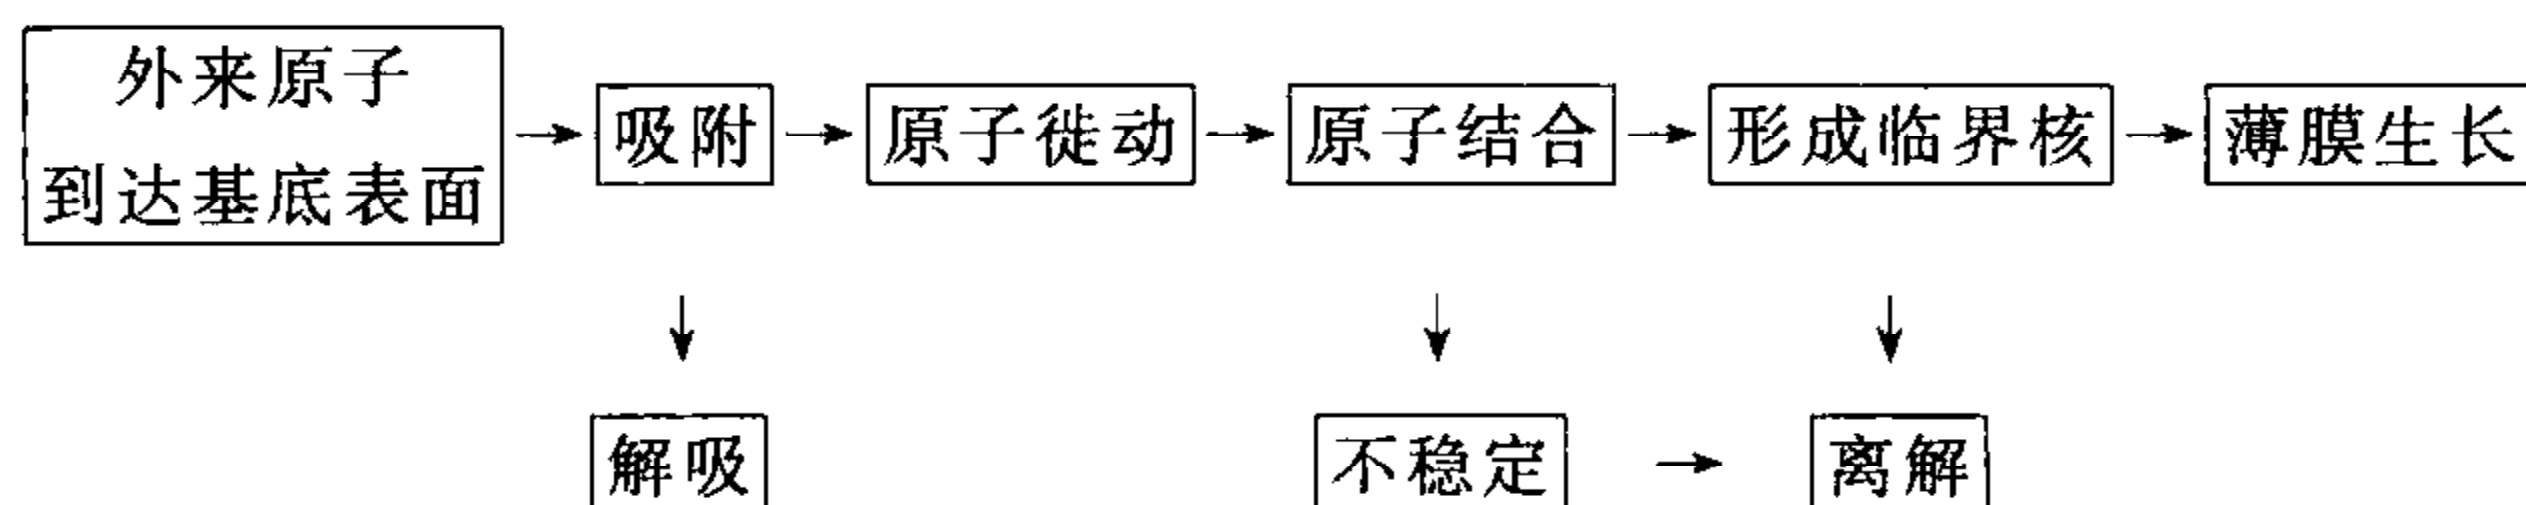 外来原子
到达基底表面
吸附
原子徙动
原子结合
形成临界核
薄膜生长
解吸
不稳定
离解